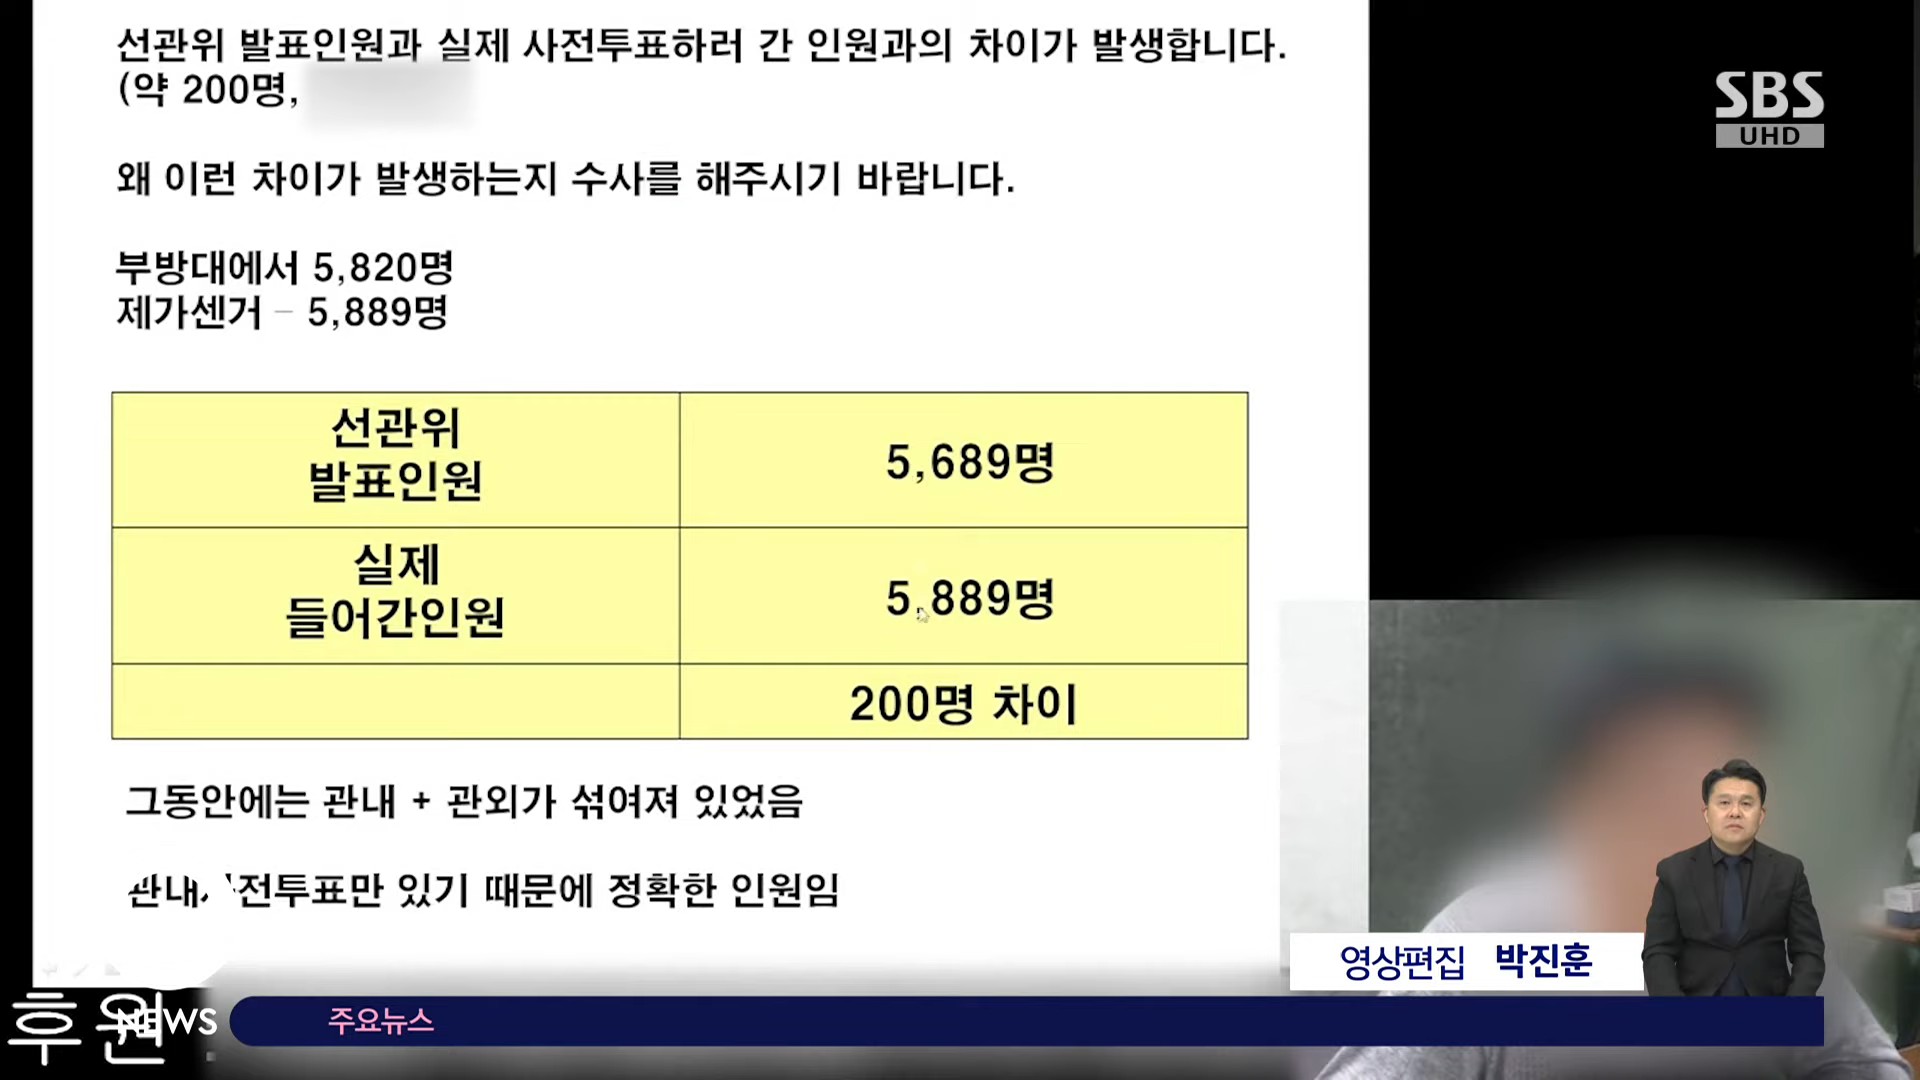 선관위 발표인원과 실제 사전투표하러 간 인원과의 차이가 발생합니다.
(약 200명,
SBS
UHD
왜 이런 차이가 발생하는지 수사를 해주시기 바랍니다.
부방대에서 5,820명
제가센거 – 5,889명
선관위
발표인원
5,689명
실제
들어간인원
5,889명
200명 차이
그동안에는 관내 + 관외가 섞여져 있었음
관내 사전투표만 있기 때문에 정확한 인원임
영상편집 박진훈
후원
NEWS
주요뉴스